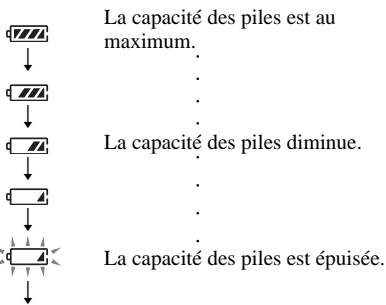 La capacité des piles est au
maximum.
La capacité des piles diminue.
La capacité des piles est épuisée.